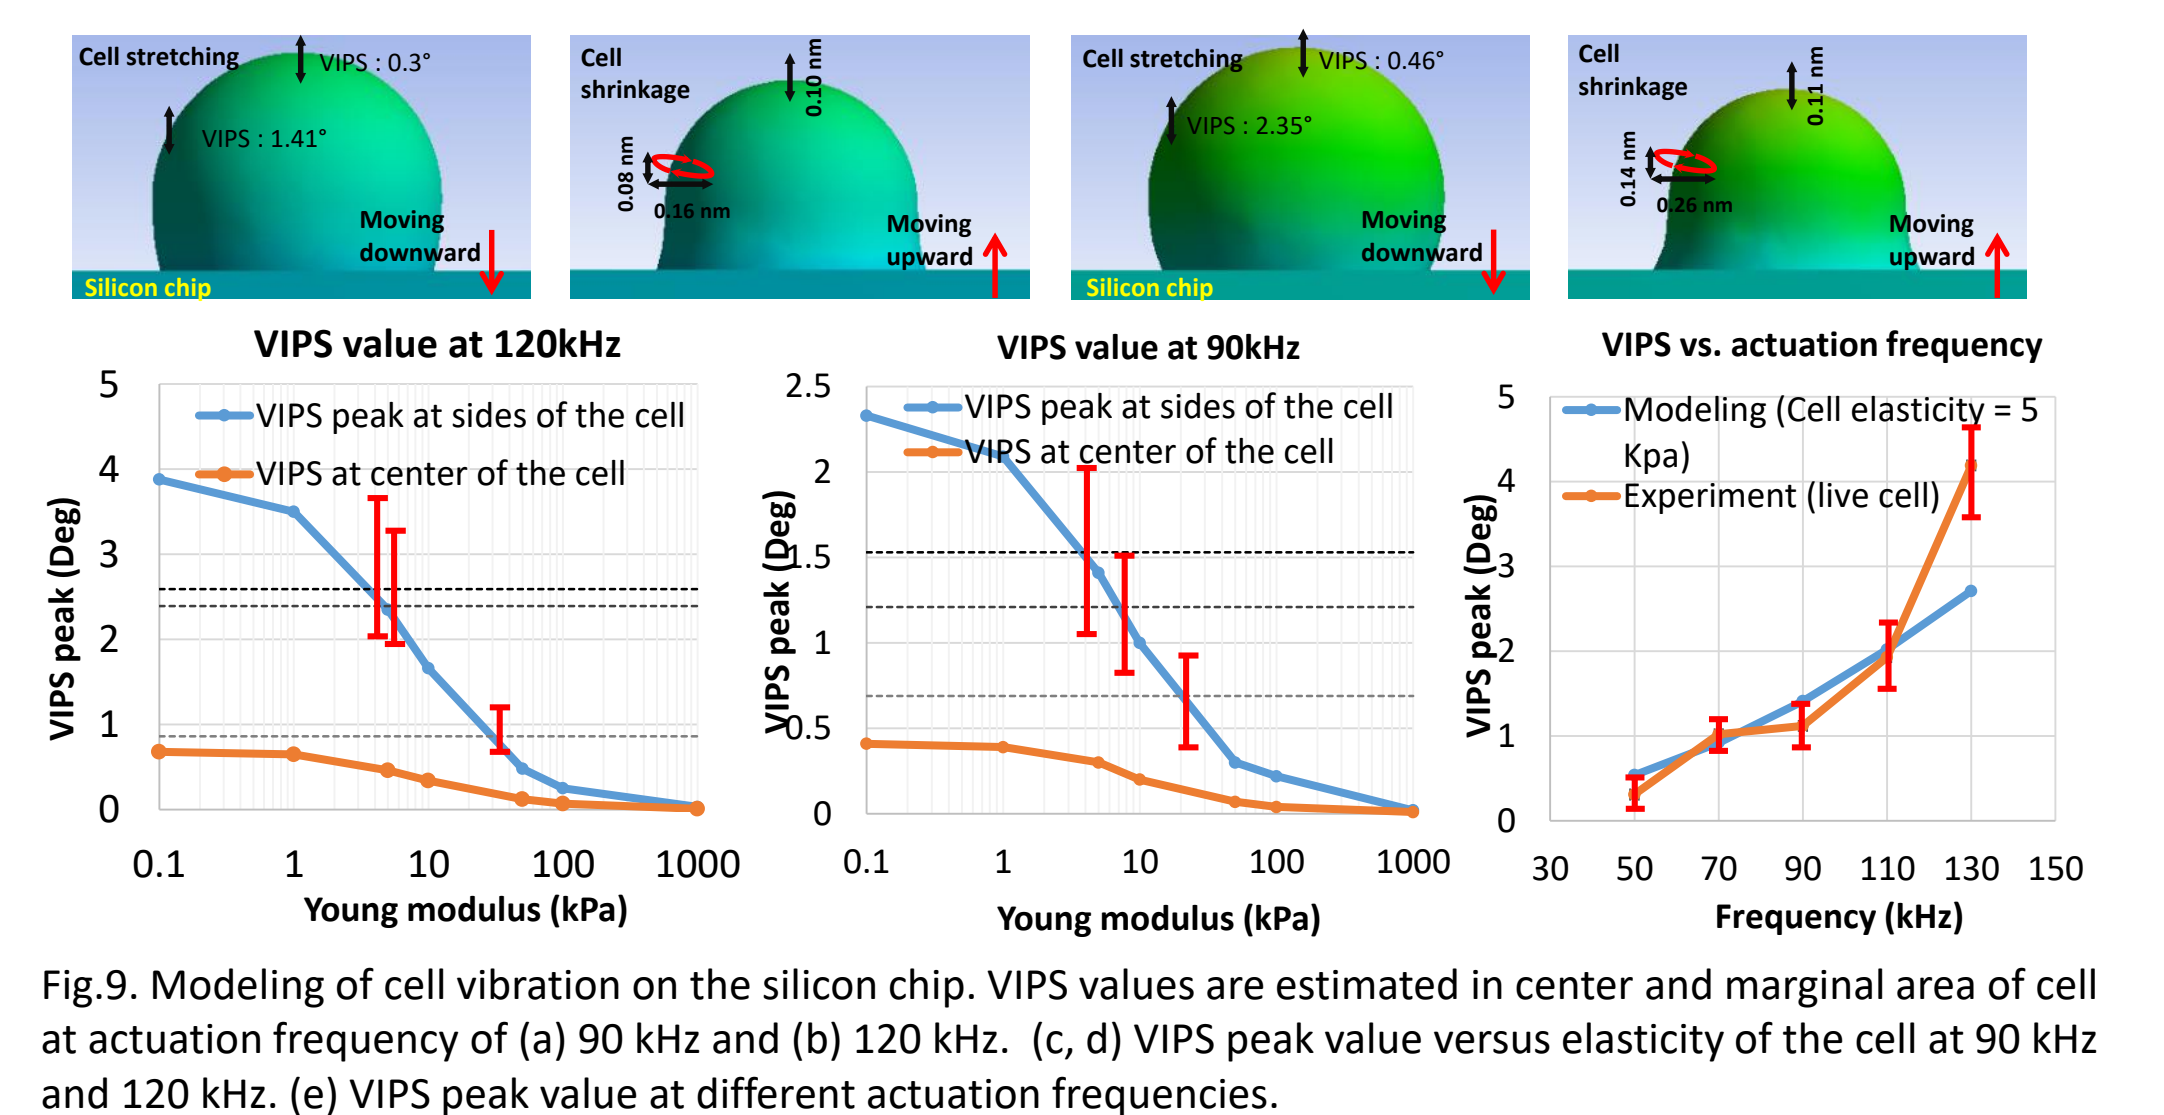 Cell stretching
VIPS : 0.3°
VIPS : 1.41°
Moving
downward
Silicon chip
Cell
shrinkage
0.10 nm
0.08 nm
0.16 nm
Moving
upward
Cell stretching
VIPS : 0.46°
VIPS : 2.35°
Moving
downward
Silicon chip
Cell
shrinkage
0.11 nm
0.14 nm
0.26 nm
Moving
upward
VIPS value at 120kHz
5
4
3
2
1
0
VIPS peak at sides of the cell
VIPS at center of the cell
VIPS peak (Deg)
0.1 1 10 100 1000
Young modulus (kPa)
VIPS value at 90kHz
2.5
2
1.5
1
0.5
0
VIPS peak at sides of the cell
VIPS at center of the cell
VIPS peak (Deg)
0.1 1 10 100 1000
Young modulus (kPa)
VIPS vs. actuation frequency
5
4
3
2
1
0
Modeling (Cell elasticity = 5
Kpa)
Experiment (live cell)
VIPS peak (Deg)
30 50 70 90 110 130 150
Frequency (kHz)
Fig.9. Modeling of cell vibration on the silicon chip. VIPS values are estimated in center and marginal area of cell
at actuation frequency of (a) 90 kHz and (b) 120 kHz. (c, d) VIPS peak value versus elasticity of the cell at 90 kHz
and 120 kHz. (e) VIPS peak value at different actuation frequencies.